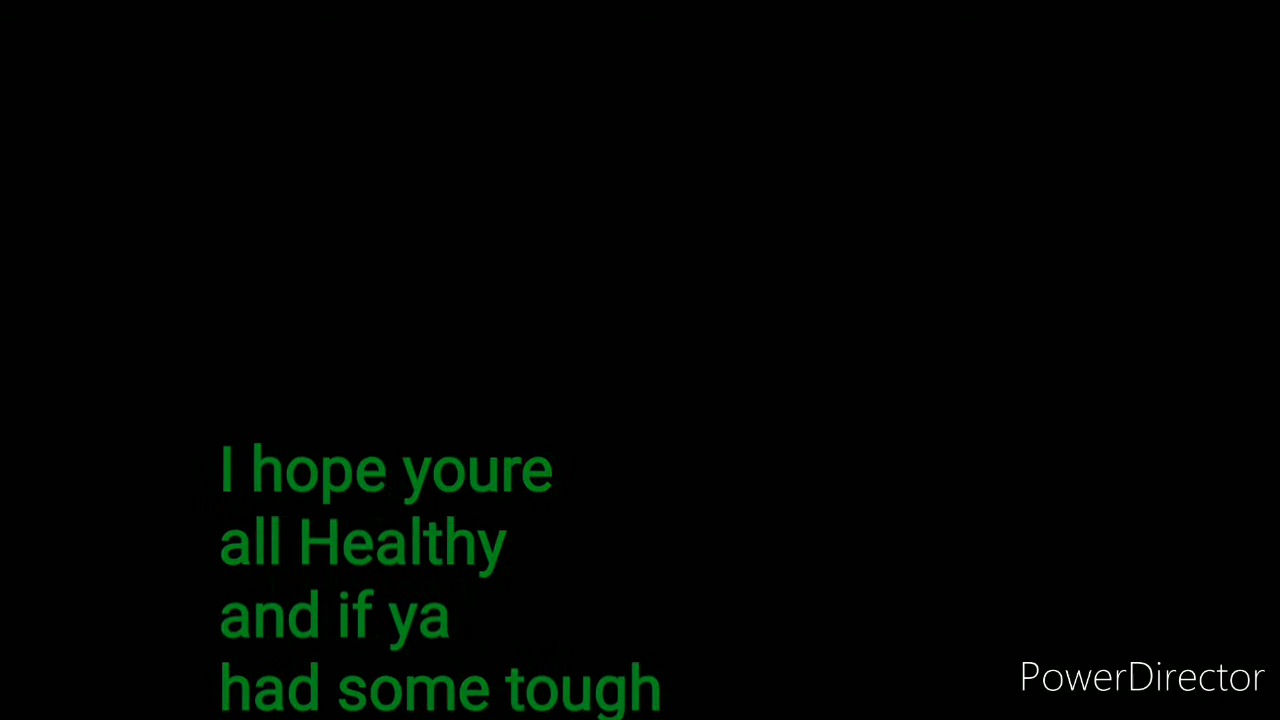 I hope youre
all Healthy
and if ya
had some tough
PowerDirector